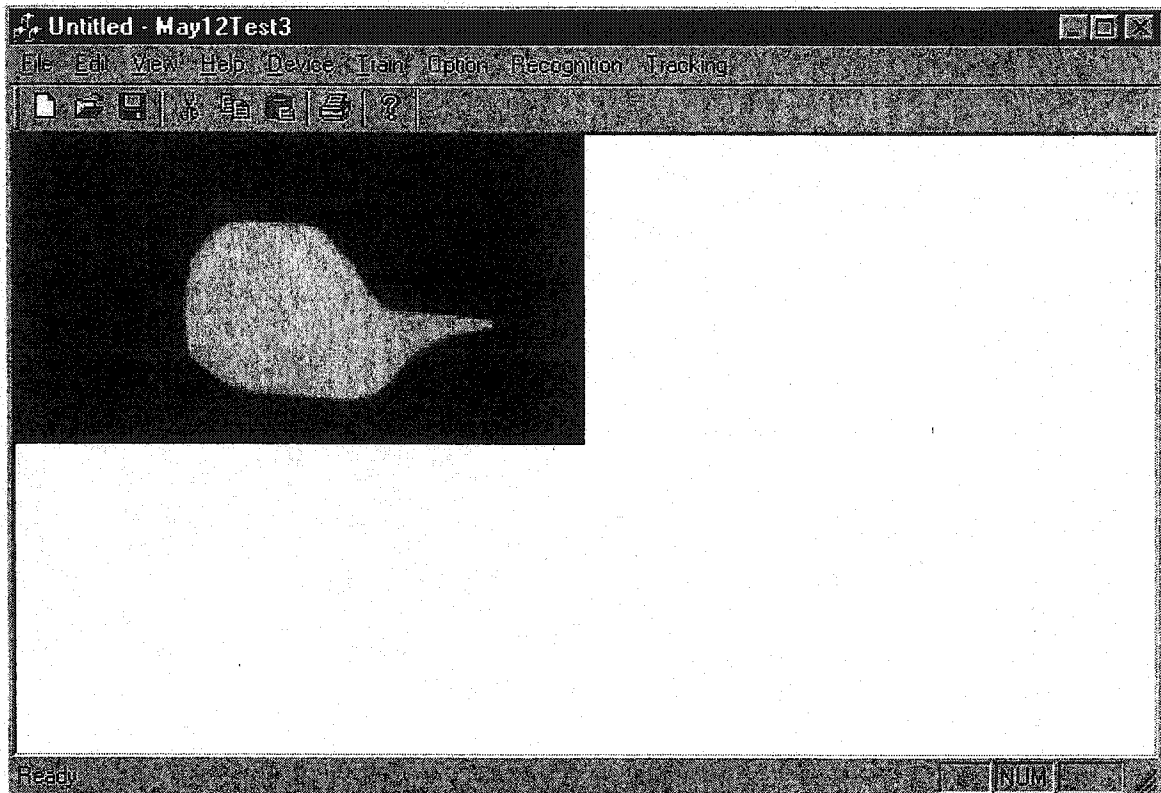 Untitled - May12Test3
File Edit View Help Device Train Option Recognition Tracking
?
Ready
NUM